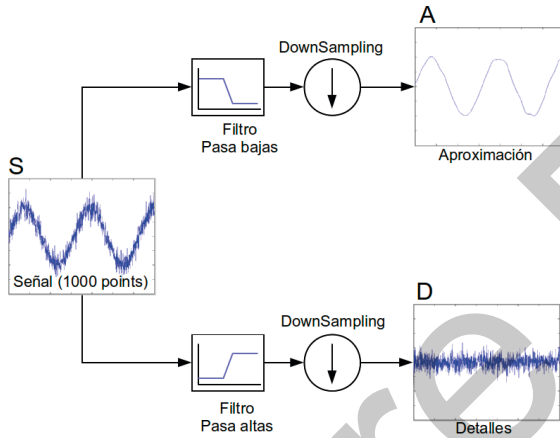 A
DownSampling
Filtro
Pasa bajas
Aproximación
S
Señal (1000 points)
D
DownSampling
Filtro
Pasa altas
Detalles